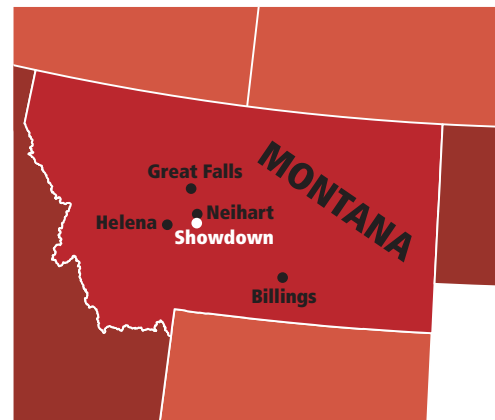 MONTANA
Great Falls
Neihart
Helena
Showdown
Billings